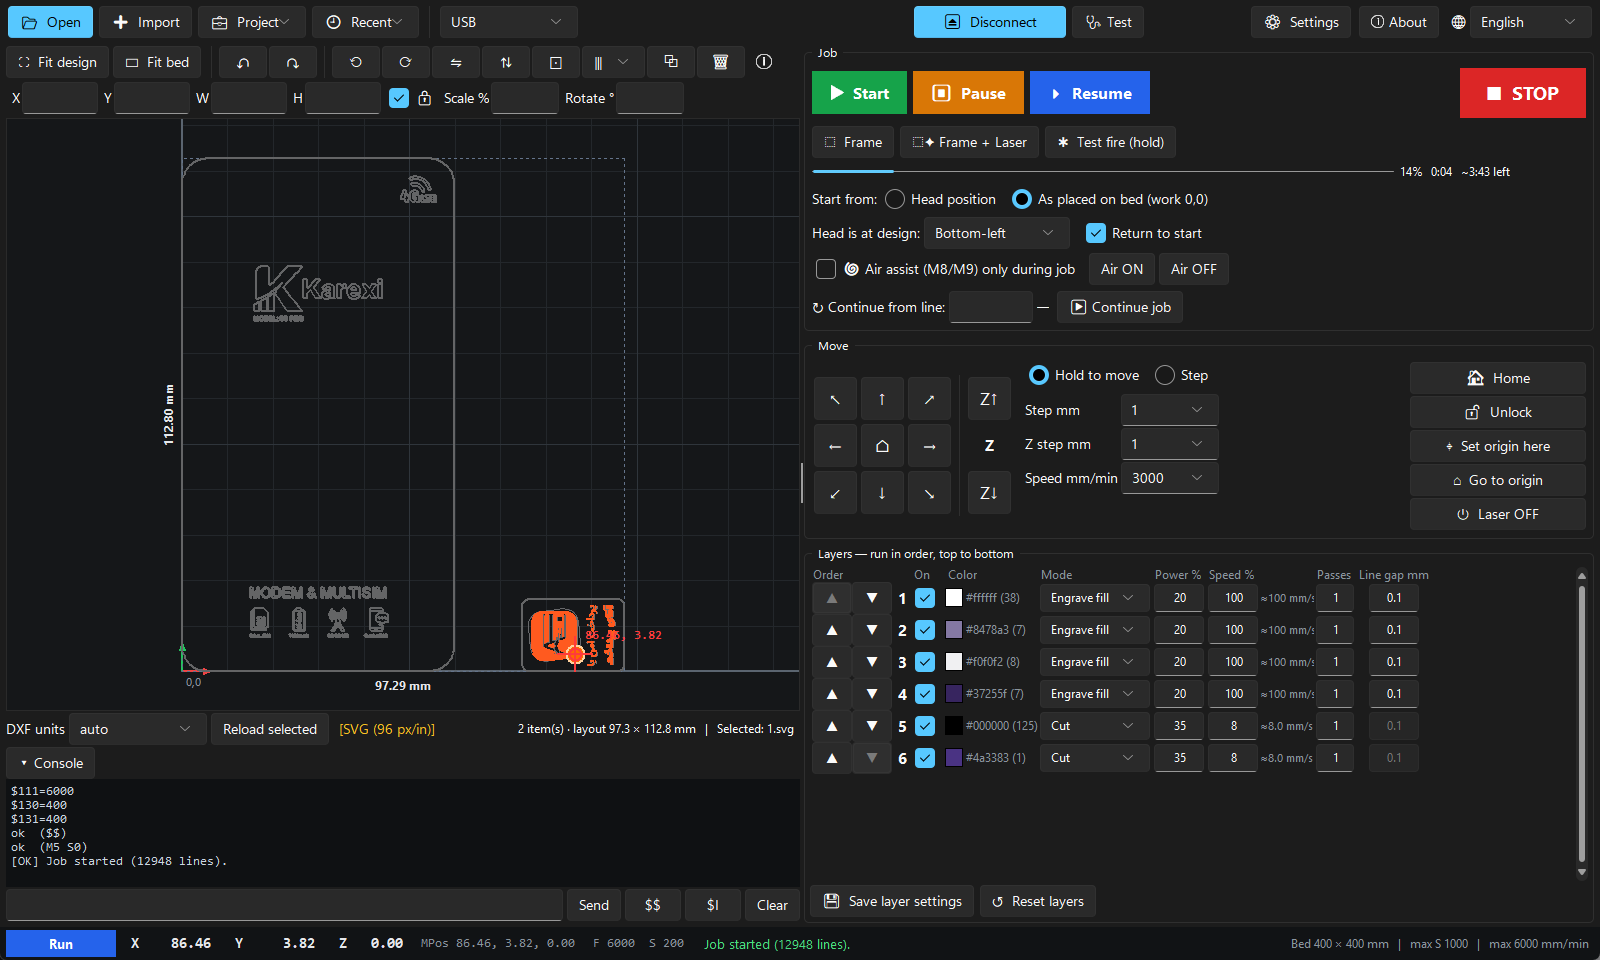 Open Import Project Recent USB Disconnect Test Settings About English
Fit design Fit bed
X Y W H Scale % Rotate °
4G
Karexi
112.80 mm
MODEM & MULTISIM
86.46, 3.82
0,0
97.29 mm
DXF units auto Reload selected [SVG (96 px/in)] 2 item(s) · layout 97.3 × 112.8 mm | Selected: 1.svg
Console
$111=6000
$130=400
$131=400
ok ($$)
ok (M5 S0)
[OK] Job started (12948 lines).
Send $$ $I Clear
Job
Start Pause Resume STOP
Frame Frame + Laser Test fire (hold)
14% 0:04 ~3:43 left
Start from: Head position As placed on bed (work 0,0)
Head is at design: Bottom-left Return to start
Air assist (M8/M9) only during job Air ON Air OFF
Continue from line: — Continue job
Move
Hold to move Step
Step mm 1
Z step mm 1
Speed mm/min 3000
Z↑
Z
Z↓
Home
Unlock
Set origin here
Go to origin
Laser OFF
Layers — run in order, top to bottom
Order On Color Mode Power % Speed % Passes Line gap mm
1 #ffffff (38) Engrave fill 20 100 ≈100 mm/s 1 0.1
2 #8478a3 (7) Engrave fill 20 100 ≈100 mm/s 1 0.1
3 #f0f0f2 (8) Engrave fill 20 100 ≈100 mm/s 1 0.1
4 #37255f (7) Engrave fill 20 100 ≈100 mm/s 1 0.1
5 #000000 (125) Cut 35 8 ≈8.0 mm/s 1 0.1
6 #4a3383 (1) Cut 35 8 ≈8.0 mm/s 1 0.1
Save layer settings Reset layers
Run X 86.46 Y 3.82 Z 0.00 MPos 86.46, 3.82, 0.00 F 6000 S 200 Job started (12948 lines). Bed 400 × 400 mm | max S 1000 | max 6000 mm/min